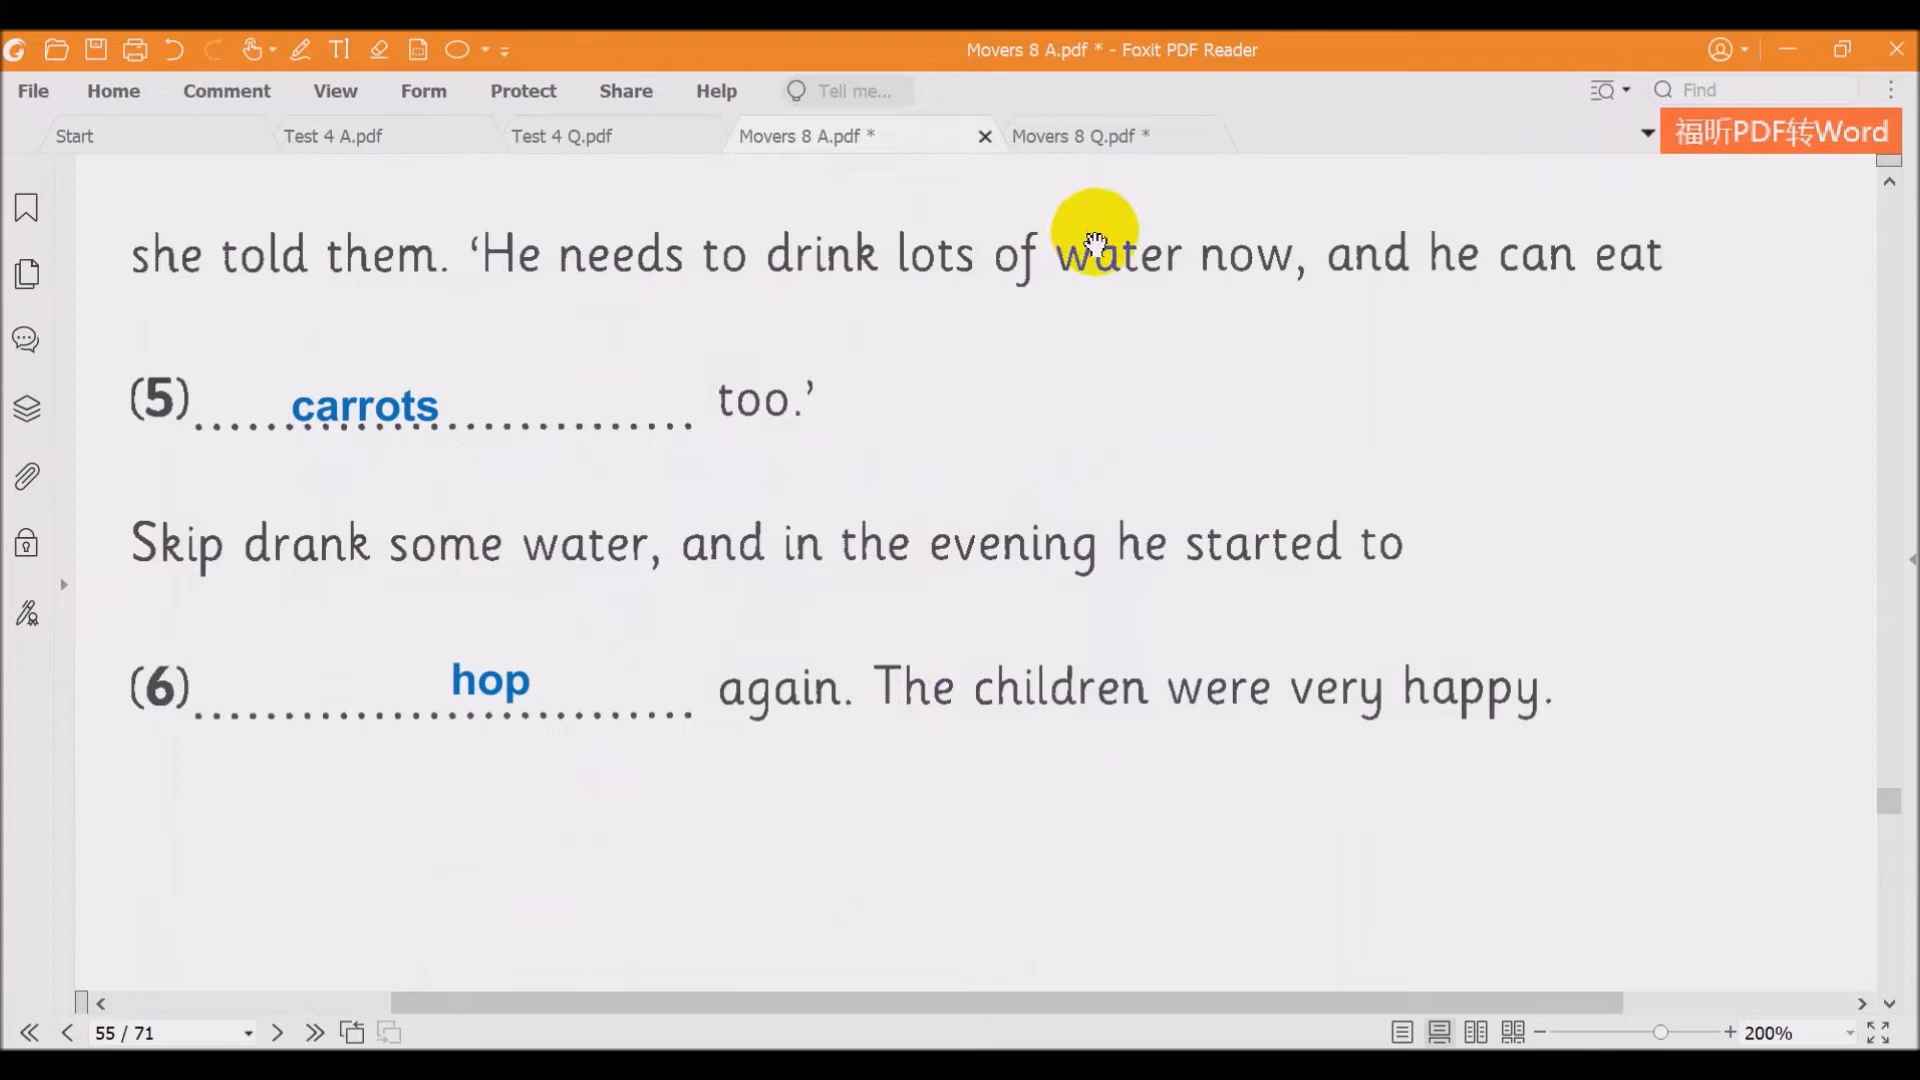 Movers 8 A.pdf * - Foxit PDF Reader
File Home Comment View Form Protect Share Help Tell me... Find
Start Test 4 A.pdf Test 4 Q.pdf Movers 8 A.pdf * Movers 8 Q.pdf * 福昕PDF转Word
she told them. ‘He needs to drink lots of water now, and he can eat
(5) carrots too.’
Skip drank some water, and in the evening he started to
(6) hop again. The children were very happy.
55 / 71 200%